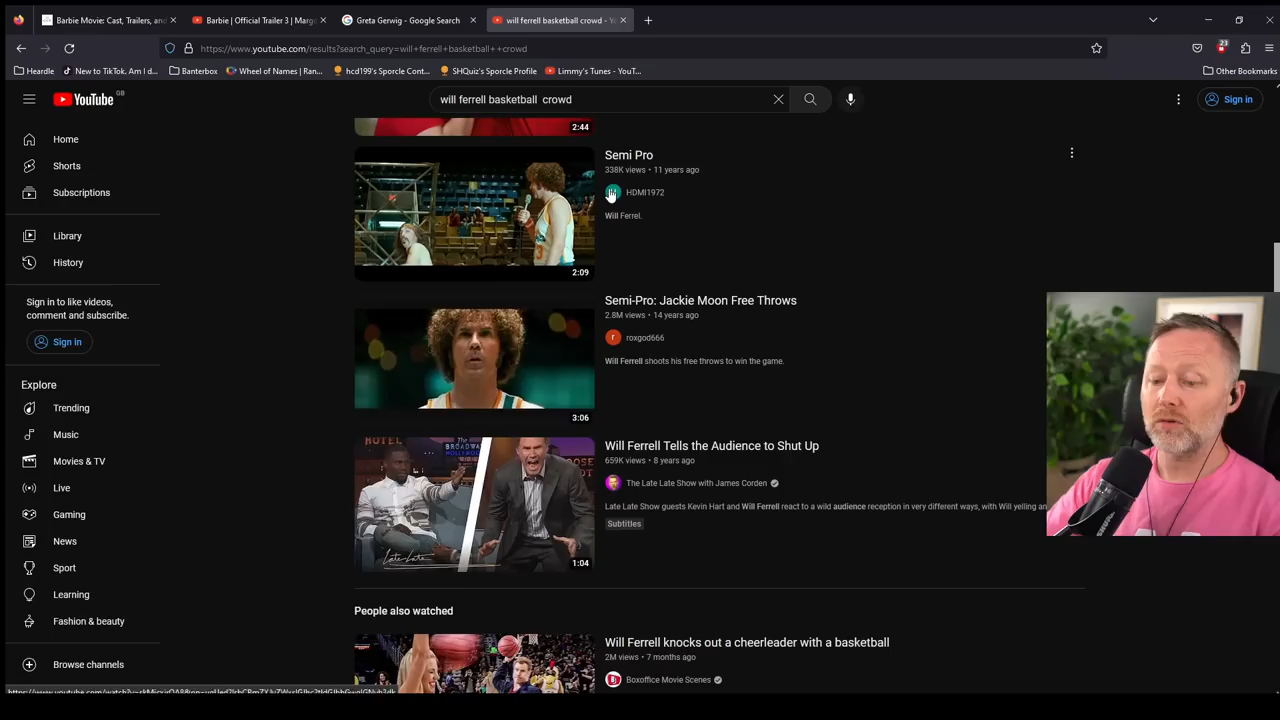 Barbie Movie: Cast, Trailers, and
Barbie | Official Trailer 3 | Marg
Greta Gerwig - Google Search
will ferrell basketball crowd - Yo
https://www.youtube.com/results?search_query=will+ferrell+basketball++crowd
23
Heardle
New to TikTok, Am I d...
Banterbox
Wheel of Names | Ran...
hcd199's Sporcle Cont...
SHQuiz's Sporcle Profile
Limmy's Tunes - YouT...
Other Bookmarks
YouTube GB
will ferrell basketball crowd
Sign in
Home
Shorts
Subscriptions
Library
History
Sign in to like videos,
comment and subscribe.
Sign in
Explore
Trending
Music
Movies & TV
Live
Gaming
News
Sport
Learning
Fashion & beauty
Browse channels
2:44
Semi Pro
338K views • 11 years ago
HDMI1972
Will Ferrel.
2:09
Semi-Pro: Jackie Moon Free Throws
2.8M views • 14 years ago
roxgod666
Will Ferrell shoots his free throws to win the game.
3:06
Will Ferrell Tells the Audience to Shut Up
659K views • 8 years ago
The Late Late Show with James Corden
Late Late Show guests Kevin Hart and Will Ferrell react to a wild audience reception in very different ways, with Will yelling an
Subtitles
HOTEL
The
BROADWAY
HOLLYWOO
Late Late
1:04
People also watched
Will Ferrell knocks out a cheerleader with a basketball
2M views • 7 months ago
Boxoffice Movie Scenes